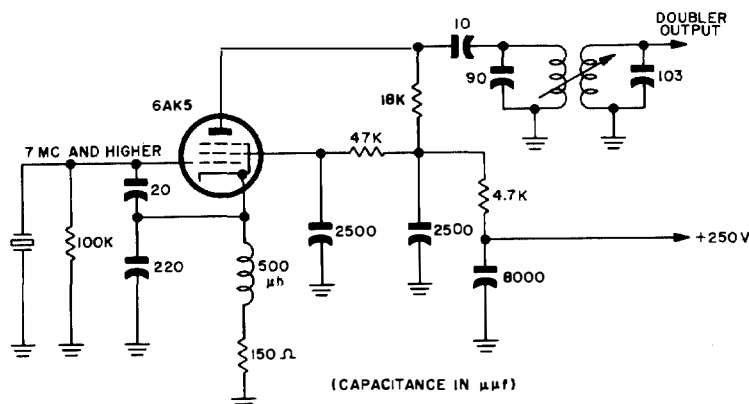 DOUBLER
OUTPUT
10
90
103
18K
6AK5
47K
7 MC AND HIGHER
4.7K
20
2500
2500
+250V
100K
220
500
μh
8000
150 Ω
(CAPACITANCE IN μμf)